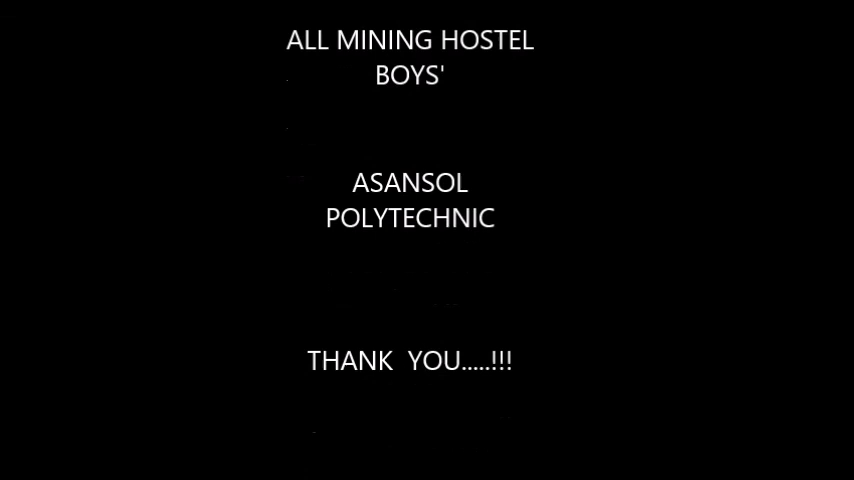 ALL MINING HOSTEL
BOYS'
ASANSOL
POLYTECHNIC
THANK  YOU.....!!!